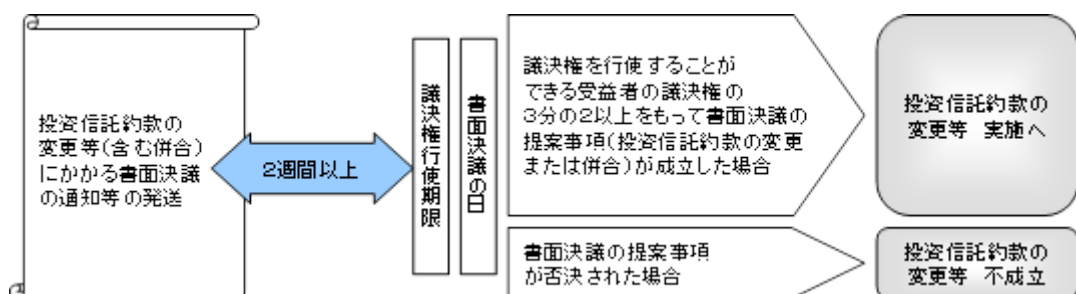 投資信託約款の
変更等(含む併合)
にかかる書面決議
の通知等の発送
2週間以上
議決権行使期限
書面決議の日
議決権を行使することが
できる受益者の議決権の
3分の2以上をもって書面決議の
提案事項(投資信託約款の変更
または併合)が成立した場合
投資信託約款の
変更等 実施へ
書面決議の提案事項
が否決された場合
投資信託約款の
変更等 不成立